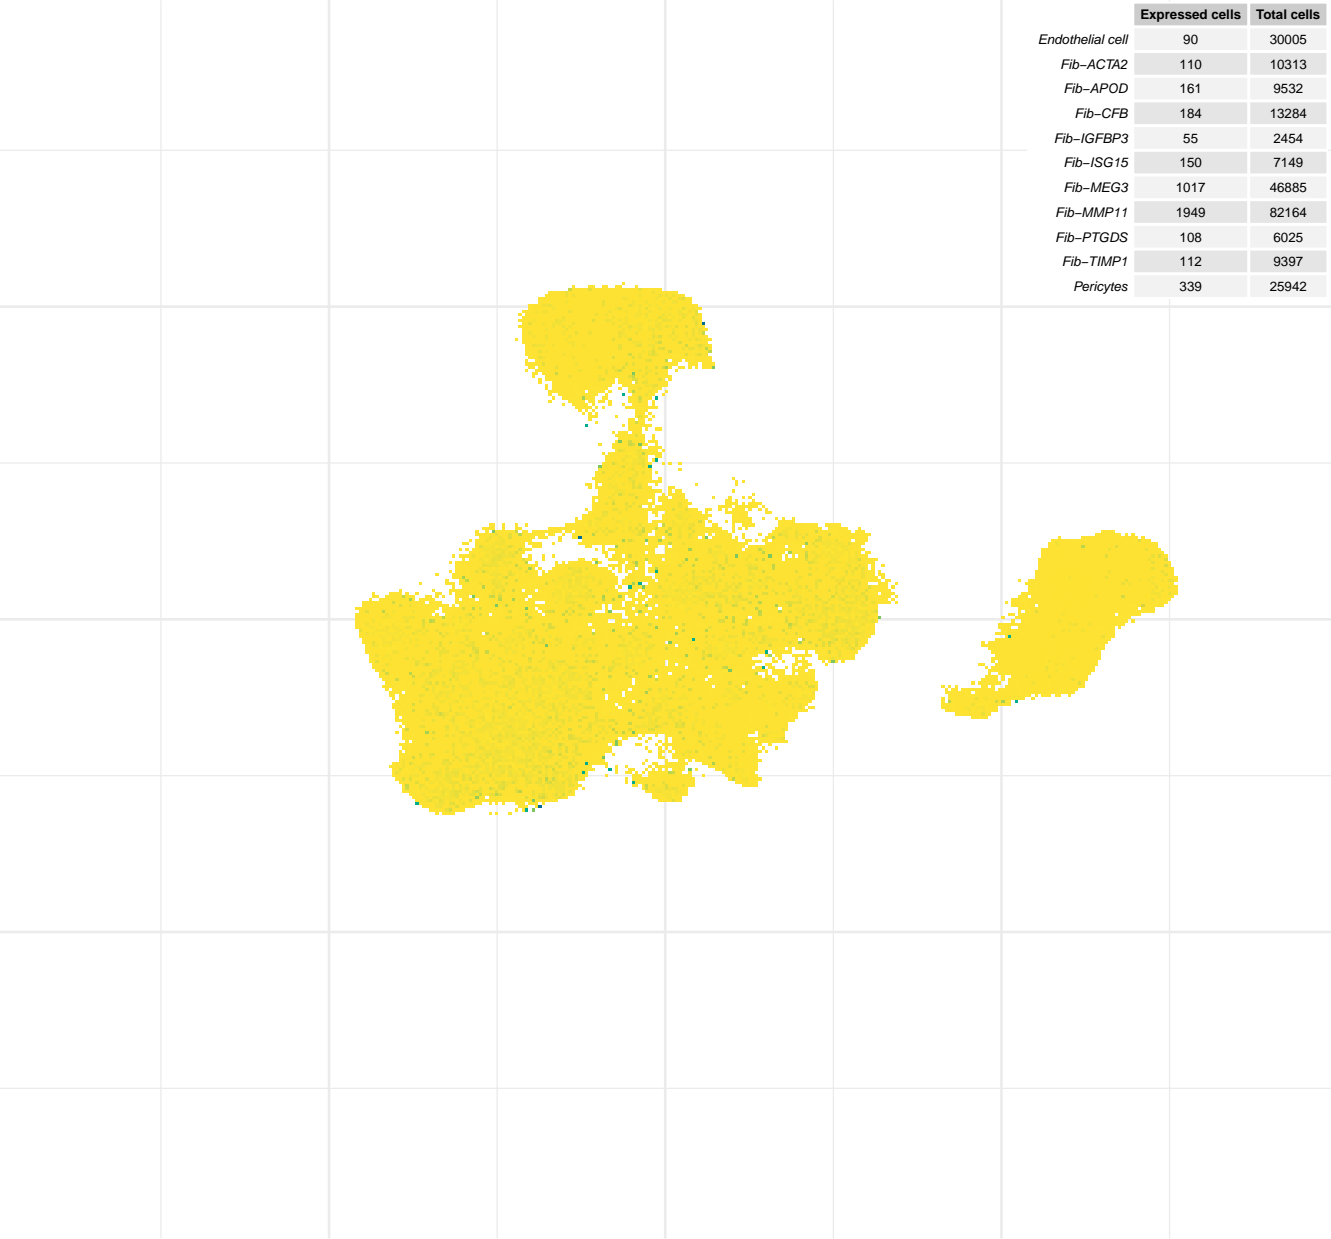 Expressed cells Total cells
Endothelial cell 90 30005
Fib−ACTA2 110 10313
Fib−APOD 161 9532
Fib−CFB 184 13284
Fib−IGFBP3 55 2454
Fib−ISG15 150 7149
Fib−MEG3 1017 46885
Fib−MMP11 1949 82164
Fib−PTGDS 108 6025
Fib−TIMP1 112 9397
Pericytes 339 25942